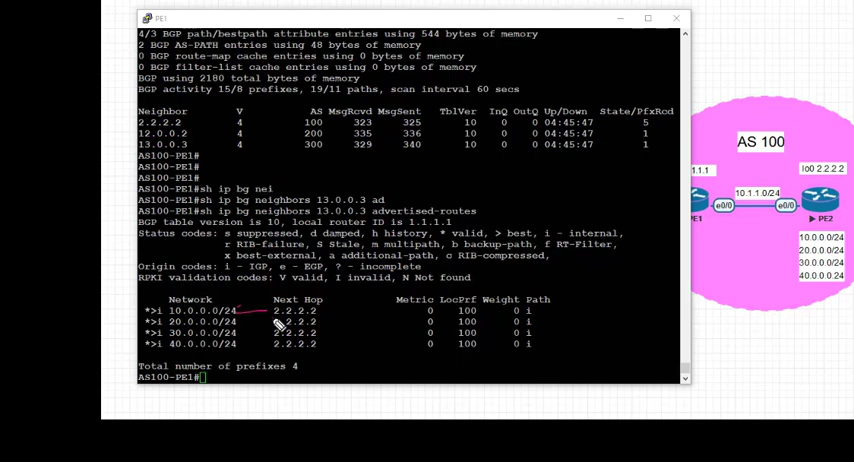 PE1
4/3 BGP path/bestpath attribute entries using 544 bytes of memory
2 BGP AS-PATH entries using 48 bytes of memory
0 BGP route-map cache entries using 0 bytes of memory
0 BGP filter-list cache entries using 0 bytes of memory
BGP using 2180 total bytes of memory
BGP activity 15/8 prefixes, 19/11 paths, scan interval 60 secs
Neighbor V AS MsgRcvd MsgSent TblVer InQ OutQ Up/Down State/PfxRcd
2.2.2.2 4 100 323 325 10 0 0 04:45:47 5
12.0.0.2 4 200 335 336 10 0 0 04:45:47 1
13.0.0.3 4 300 329 340 10 0 0 04:45:47 1
AS100-PE1#
AS100-PE1#
AS100-PE1#
AS100-PE1#sh ip bg nei
AS100-PE1#sh ip bg neighbors 13.0.0.3 ad
AS100-PE1#sh ip bg neighbors 13.0.0.3 advertised-routes
BGP table version is 10, local router ID is 1.1.1.1
Status codes: s suppressed, d damped, h history, * valid, > best, i - internal,
r RIB-failure, S Stale, m multipath, b backup-path, f RT-Filter,
x best-external, a additional-path, c RIB-compressed,
Origin codes: i - IGP, e - EGP, ? - incomplete
RPKI validation codes: V valid, I invalid, N Not found
Network Next Hop Metric LocPrf Weight Path
*>i 10.0.0.0/24 2.2.2.2 0 100 0 i
*>i 20.0.0.0/24 2.2.2 0 100 0 i
*>i 30.0.0.0/24 2.2.2.2 0 100 0 i
*>i 40.0.0.0/24 2.2.2.2 0 100 0 i
Total number of prefixes 4
AS100-PE1#
AS 100
1.1.1
lo0 2.2.2.2
10.1.1.0/24
e0/0
e0/0
PE1
PE2
10.0.0.0/24
20.0.0.0/24
30.0.0.0/24
40.0.0.0.24